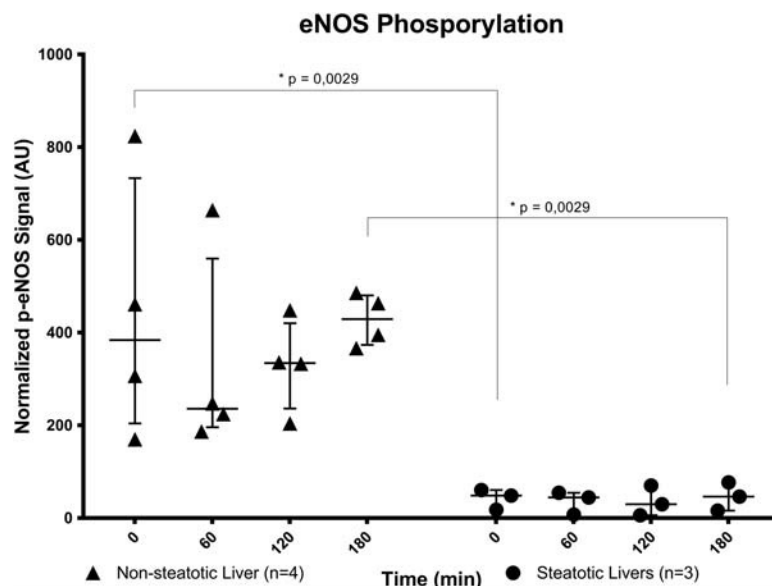 eNOS Phosporylation
Normalized p-eNOS Signal (AU)
1000
800
600
400
200
0
* p = 0,0029
* p = 0,0029
0 60 120 180 0 60 120 180
Time (min)
Non-steatotic Liver (n=4)
Steatotic Livers (n=3)